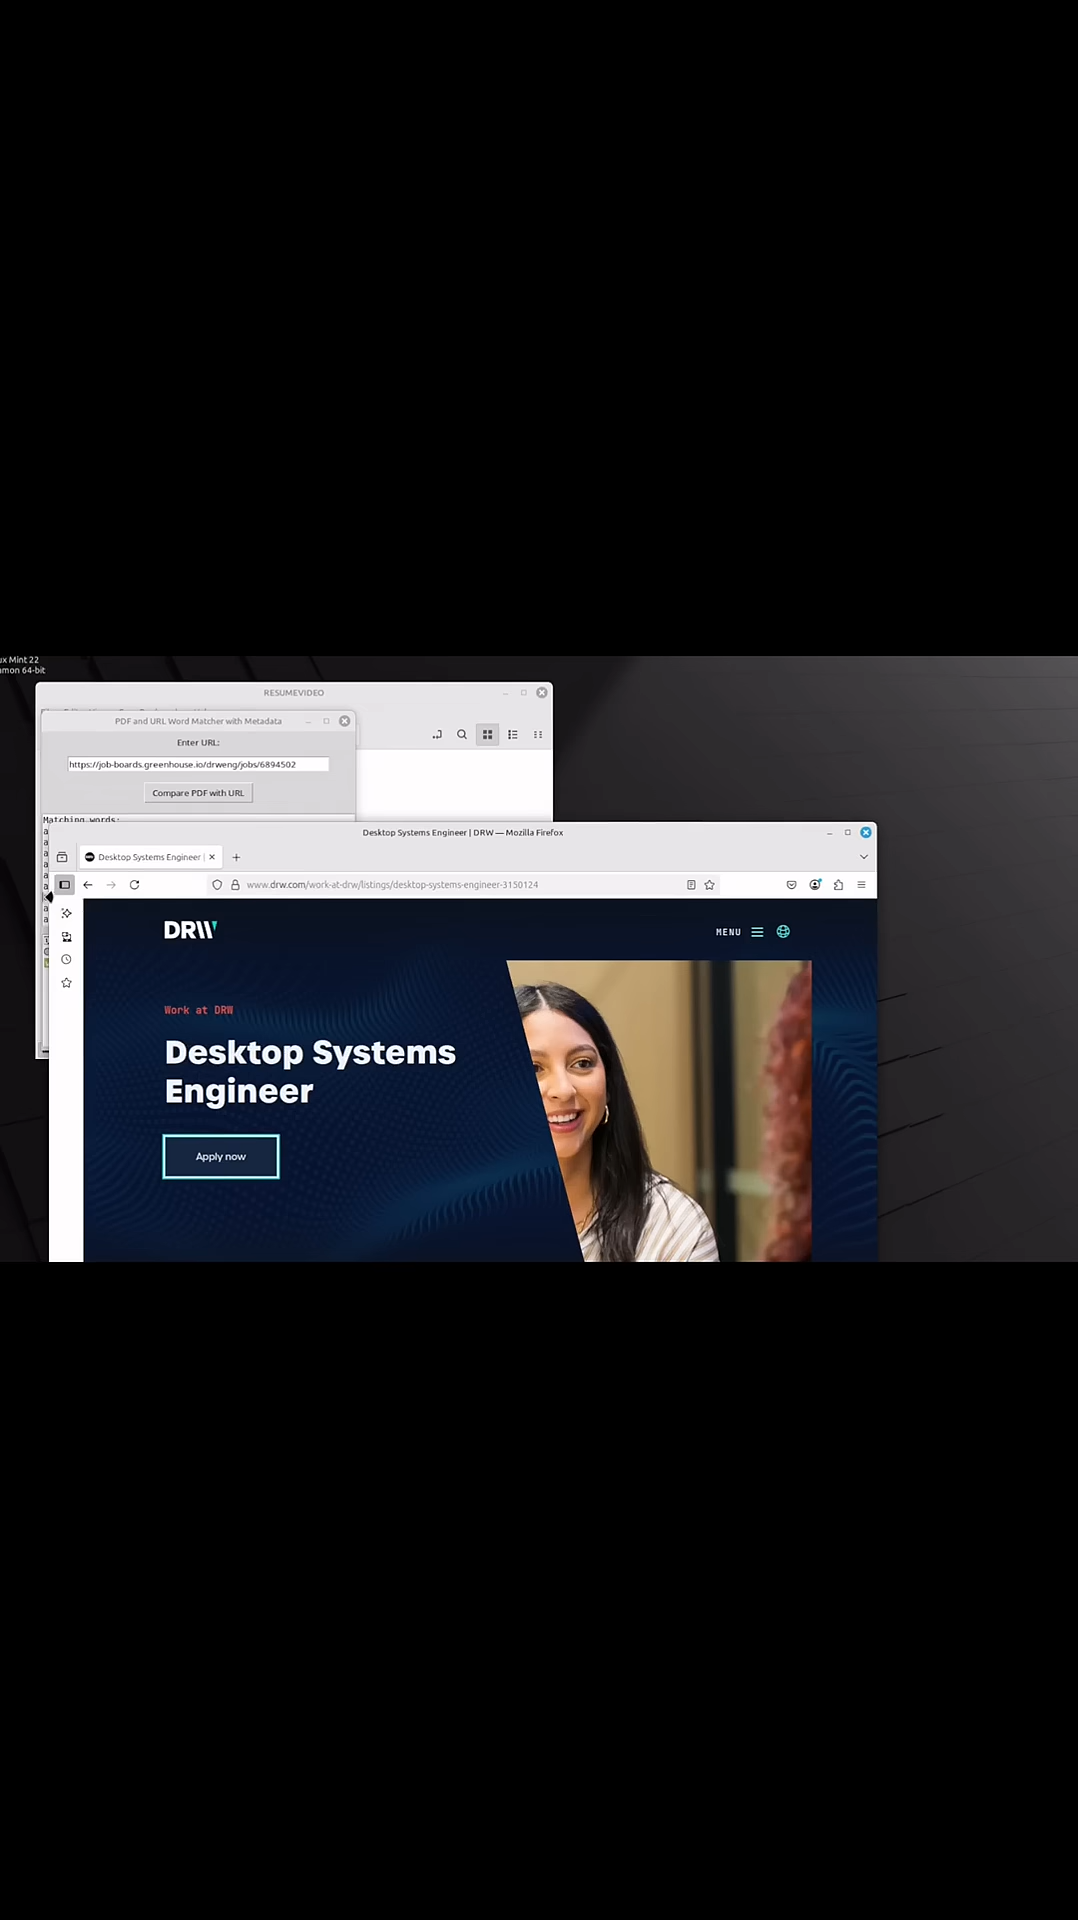 ux Mint 22
amon 64-bit
RESUMEVIDEO
PDF and URL Word Matcher with Metadata
Enter URL:
https://job-boards.greenhouse.io/drweng/jobs/6894502
Compare PDF with URL
Matching words:
Desktop Systems Engineer | DRW — Mozilla Firefox
Desktop Systems Engineer |
www.drw.com/work-at-drw/listings/desktop-systems-engineer-3150124
DRW
MENU
Work at DRW
Desktop Systems
Engineer
Apply now